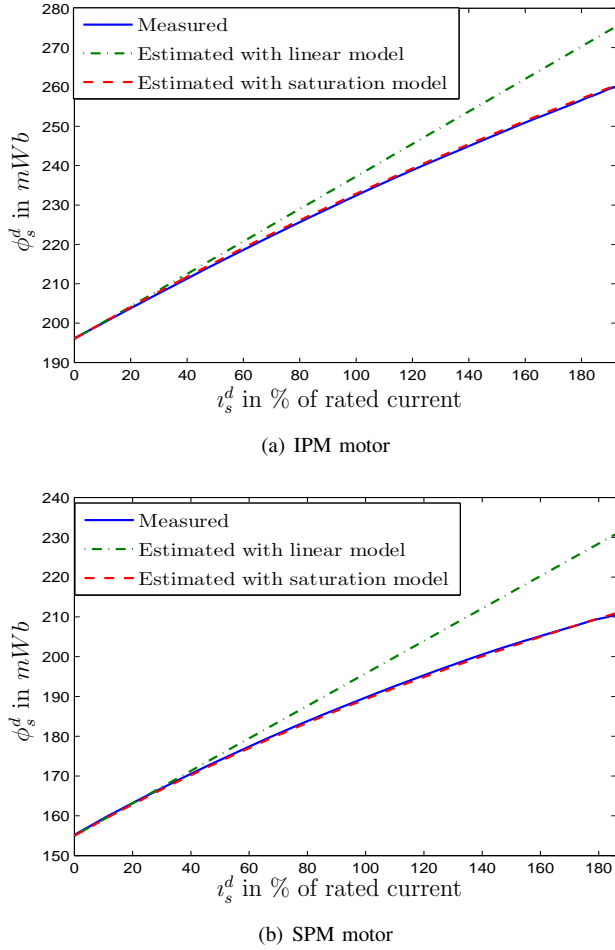 280
270
260
250
240
230
220
210
200
190
ϕ_s^d in mWb
Measured
Estimated with linear model
Estimated with saturation model
0 20 40 60 80 100 120 140 160 180
ı_s^d in % of rated current
(a) IPM motor
240
230
220
210
200
190
180
170
160
150
ϕ_s^d in mWb
Measured
Estimated with linear model
Estimated with saturation model
0 20 40 60 80 100 120 140 160 180
ı_s^d in % of rated current
(b) SPM motor